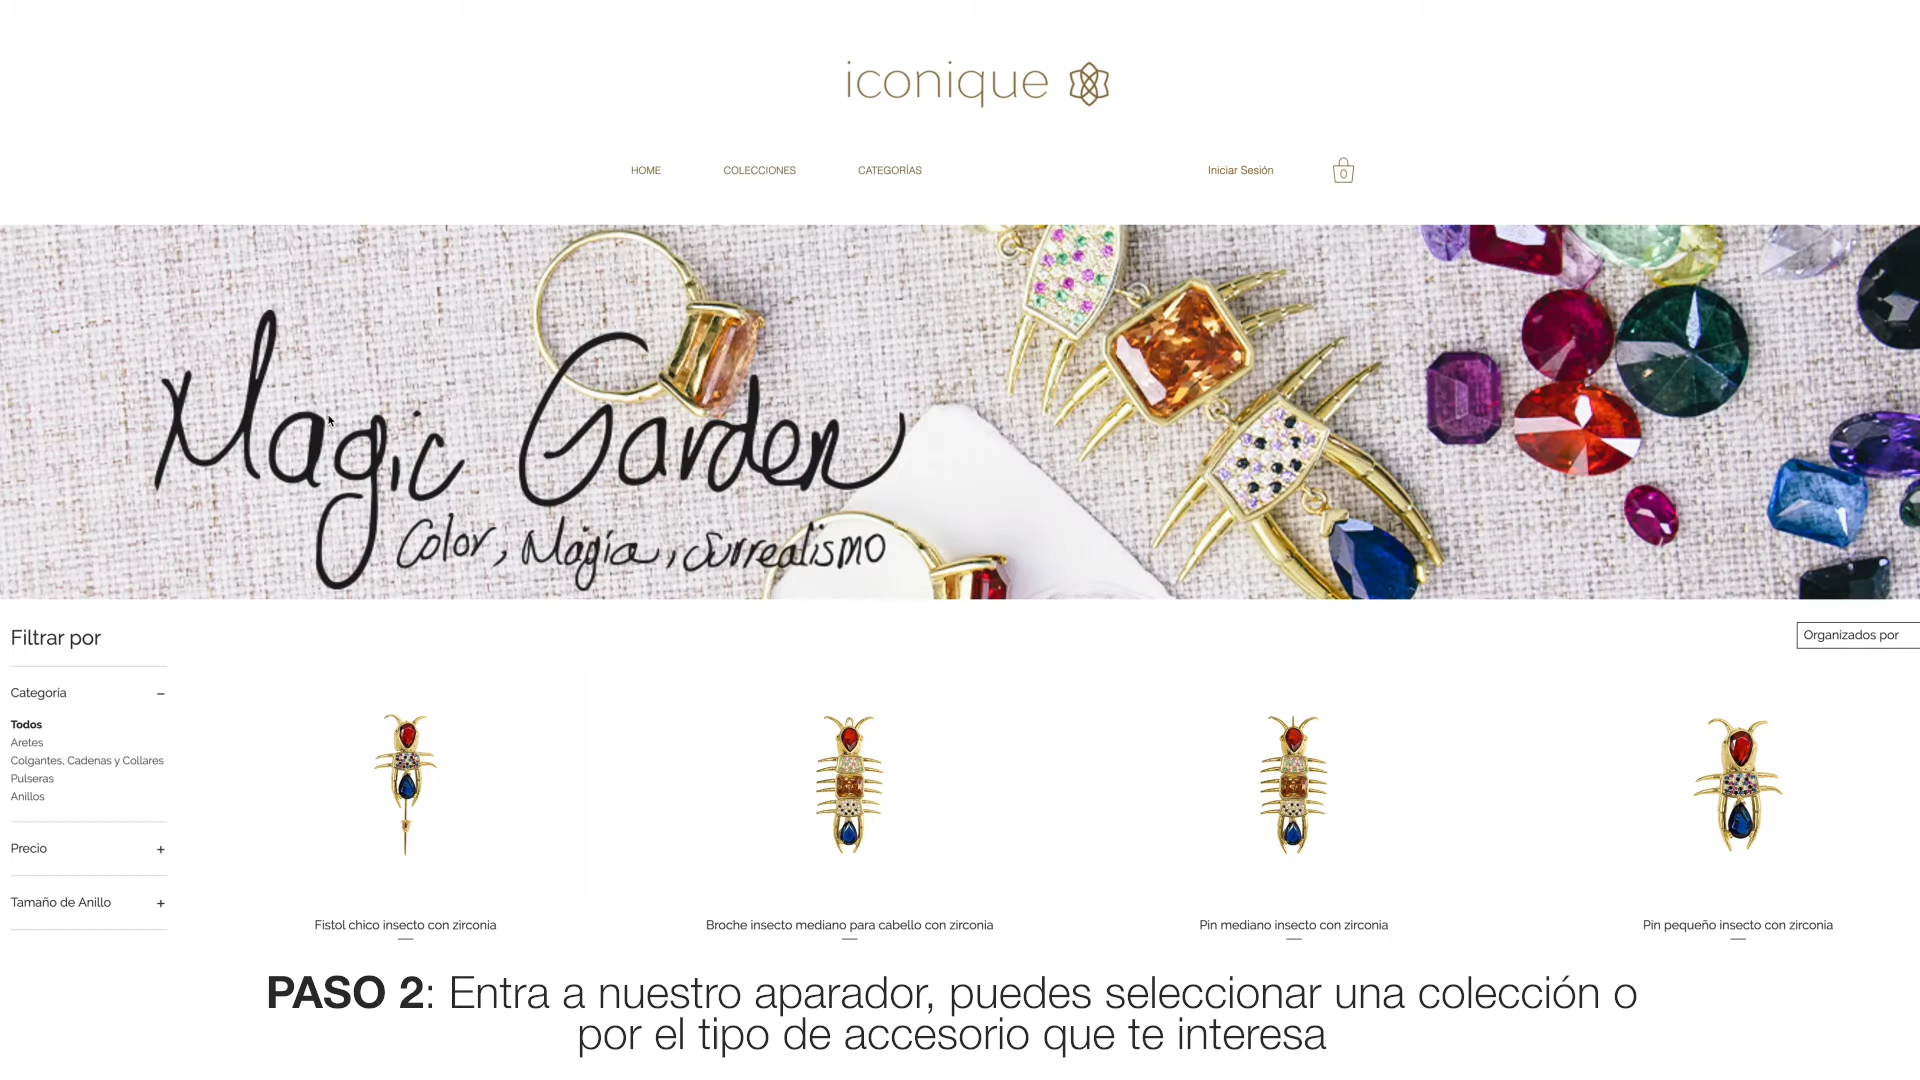 iconique
HOME COLECCIONES CATEGORÍAS Iniciar Sesión 0
Magic Garden
Color, Magia, Surrealismo
Filtrar por
Organizados por
Categoría –
Todos
Aretes
Colgantes, Cadenas y Collares
Pulseras
Anillos
Precio +
Tamaño de Anillo +
Fistol chico insecto con zirconia
Broche insecto mediano para cabello con zirconia
Pin mediano insecto con zirconia
Pin pequeño insecto con zirconia
PASO 2: Entra a nuestro aparador, puedes seleccionar una colección o
por el tipo de accesorio que te interesa